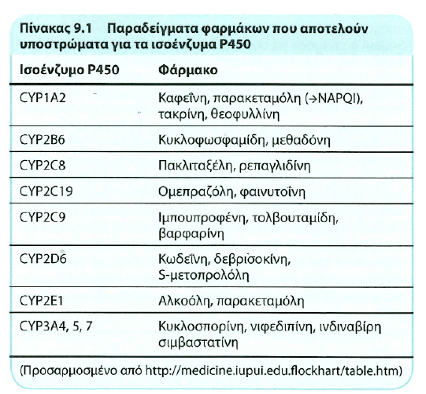 Πίνακας 9.1 Παραδείγματα φαρμάκων που αποτελούν
υποστρώματα για τα ισοένζυμα P450
Ισοένζυμο P450 Φάρμακο
CYP1A2 Καφεΐνη, παρακεταμόλη (→NAPQI),
τακρίνη, θεοφυλλίνη
CYP2B6 Κυκλοφωσφαμίδη, μεθαδόνη
CYP2C8 Πακλιταξέλη, ρεπαγλιδίνη
CYP2C19 Ομεπραζόλη, φαινυτοΐνη
CYP2C9 Ιμπουπροφένη, τολβουταμίδη,
βαρφαρίνη
CYP2D6 Κωδεΐνη, δεβρισοκίνη,
S-μετοπρολόλη
CYP2E1 Αλκοόλη, παρακεταμόλη
CYP3A4, 5, 7 Κυκλοσπορίνη, νιφεδιπίνη, ινδιναβίρη
σιμβαστατίνη
(Προσαρμοσμένο από http://medicine.iupui.edu.flockhart/table.htm)